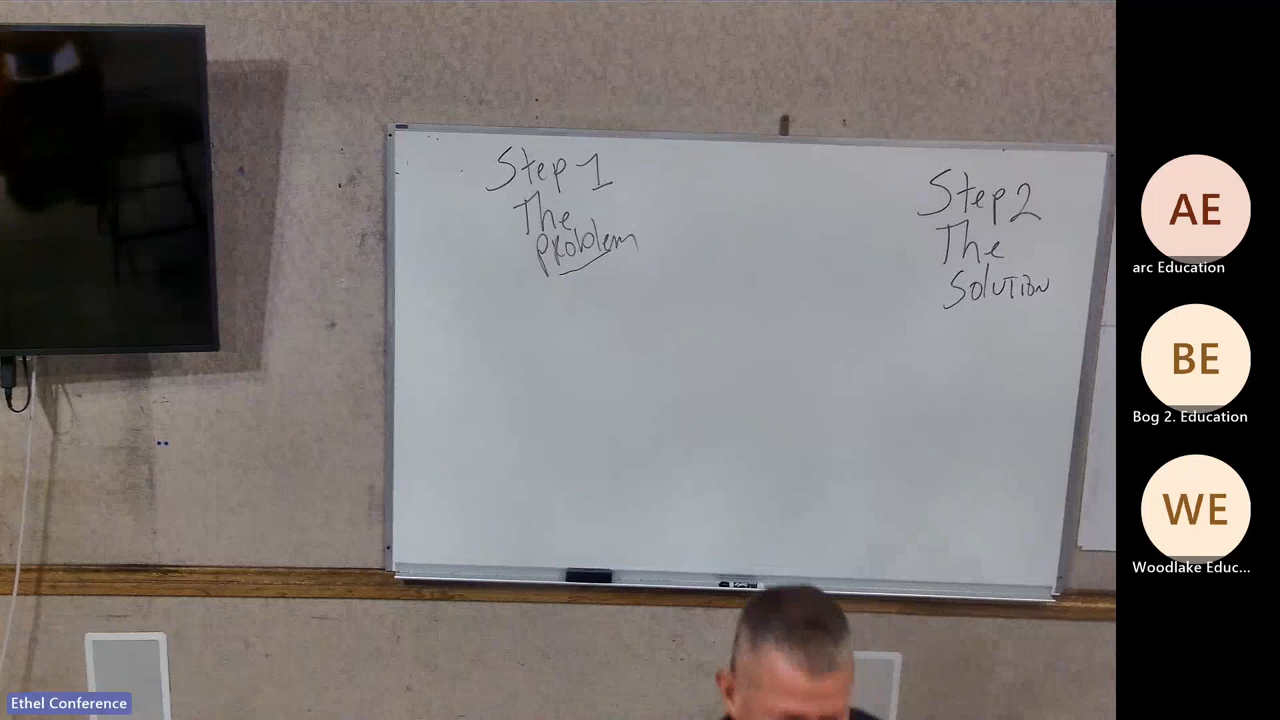 Step 1
The
problem
Step 2
The
SoluTION
AE
arc Education
BE
Bog 2. Education
WE
Woodlake Educ...
Ethel Conference